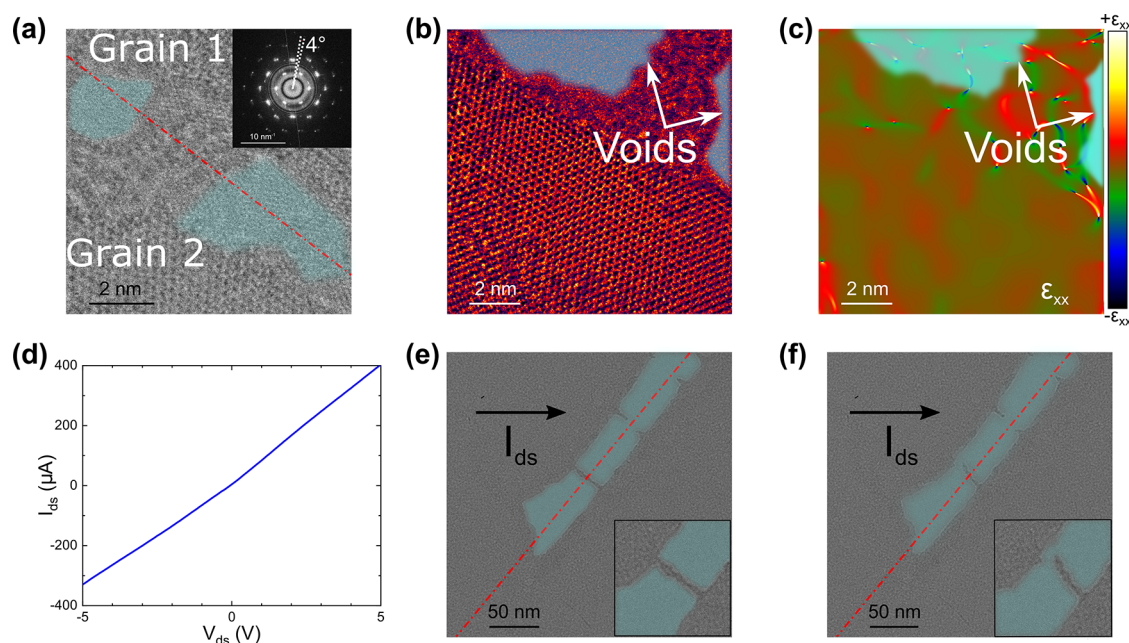 (a)
Grain 1
4°
10 nm⁻¹
Grain 2
2 nm
(b)
Voids
2 nm
(c)
Voids
2 nm
εxx
+εxx
-εxx
(d)
400
200
0
-200
-400
Ids (µA)
-5
0
5
Vds (V)
(e)
Ids
50 nm
(f)
Ids
50 nm